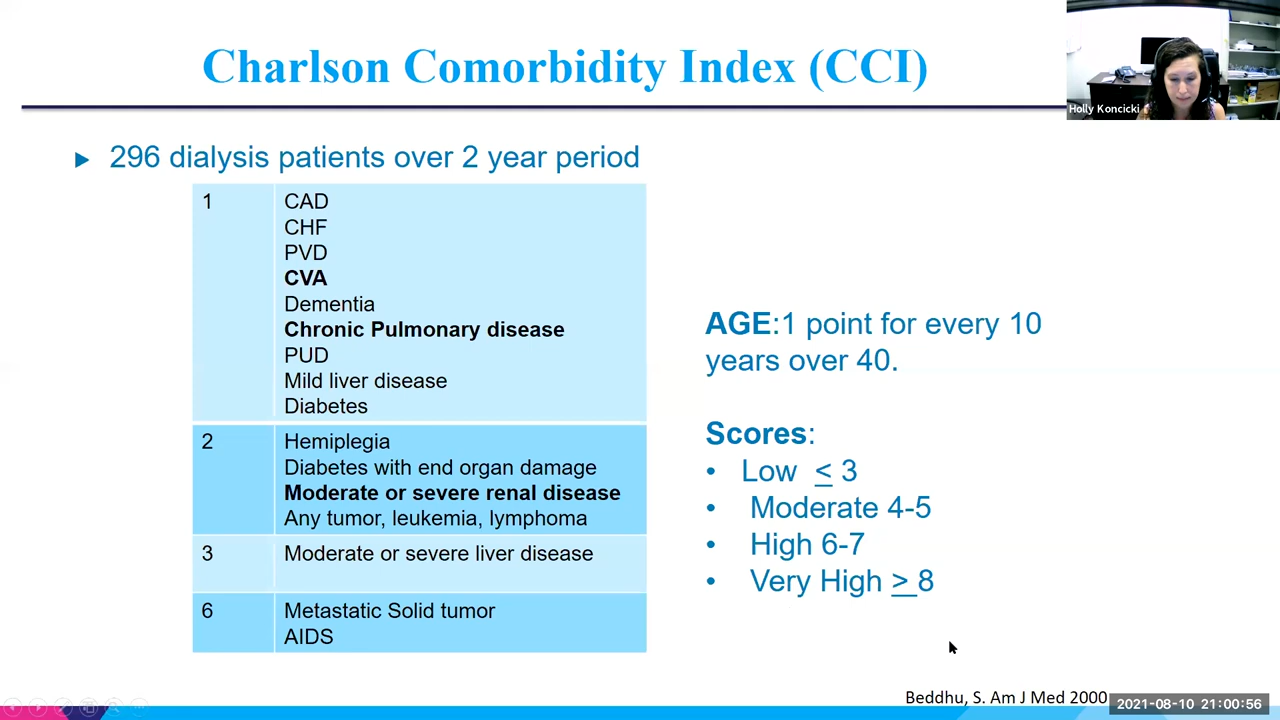 Charlson Comorbidity Index (CCI)
Holly Koncicki
▶ 296 dialysis patients over 2 year period
1
CAD
CHF
PVD
CVA
Dementia
Chronic Pulmonary disease
PUD
Mild liver disease
Diabetes
2
Hemiplegia
Diabetes with end organ damage
Moderate or severe renal disease
Any tumor, leukemia, lymphoma
3
Moderate or severe liver disease
6
Metastatic Solid tumor
AIDS
AGE:1 point for every 10
years over 40.
Scores:
• Low ≤ 3
• Moderate 4-5
• High 6-7
• Very High ≥ 8
Beddhu, S. Am J Med 2000
2021-08-10 21:00:56